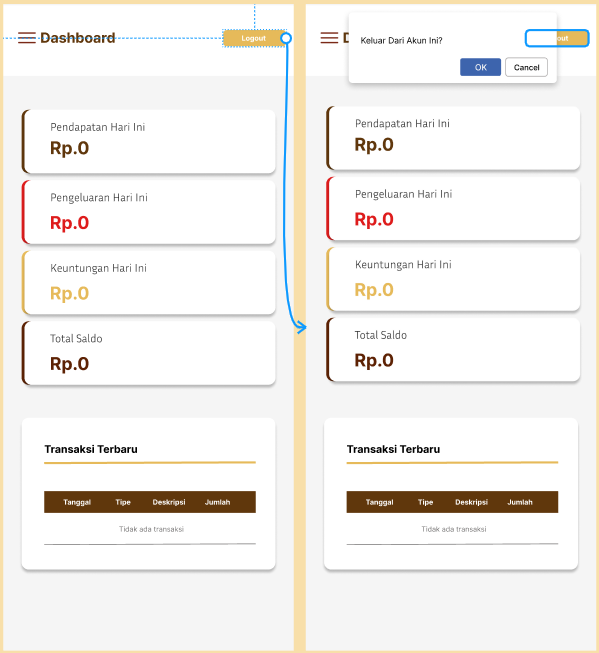 Dashboard
Logout
Pendapatan Hari Ini
Rp.0
Pengeluaran Hari Ini
Rp.0
Keuntungan Hari Ini
Rp.0
Total Saldo
Rp.0
Transaksi Terbaru
Tanggal Tipe Deskripsi Jumlah
Tidak ada transaksi
Keluar Dari Akun Ini?
OK Cancel
Pendapatan Hari Ini
Rp.0
Pengeluaran Hari Ini
Rp.0
Keuntungan Hari Ini
Rp.0
Total Saldo
Rp.0
Transaksi Terbaru
Tanggal Tipe Deskripsi Jumlah
Tidak ada transaksi